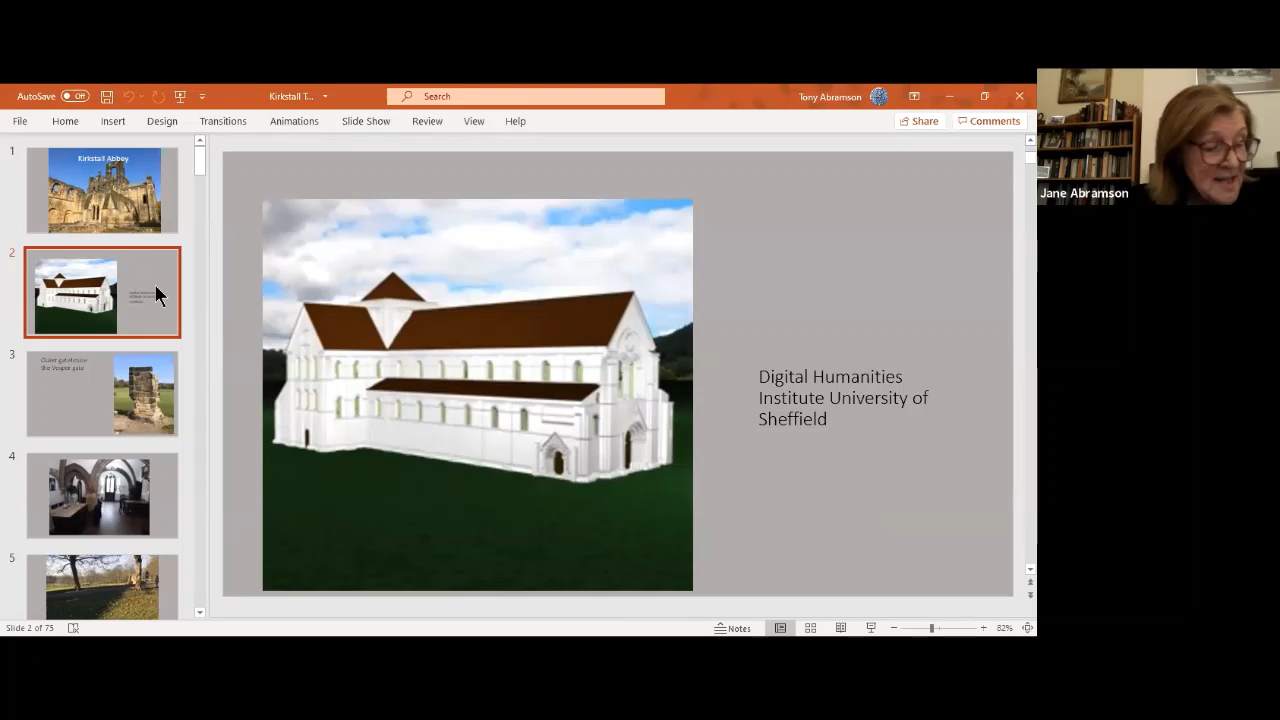 AutoSave Off Kirkstall T... Search Tony Abramson
File Home Insert Design Transitions Animations Slide Show Review View Help Share Comments
1
Kirkstall Abbey
2
3
Outer gatehouse
the Vesper gate
4
5
Digital Humanities
Institute University of
Sheffield
Jane Abramson
Slide 2 of 75 Notes 82%